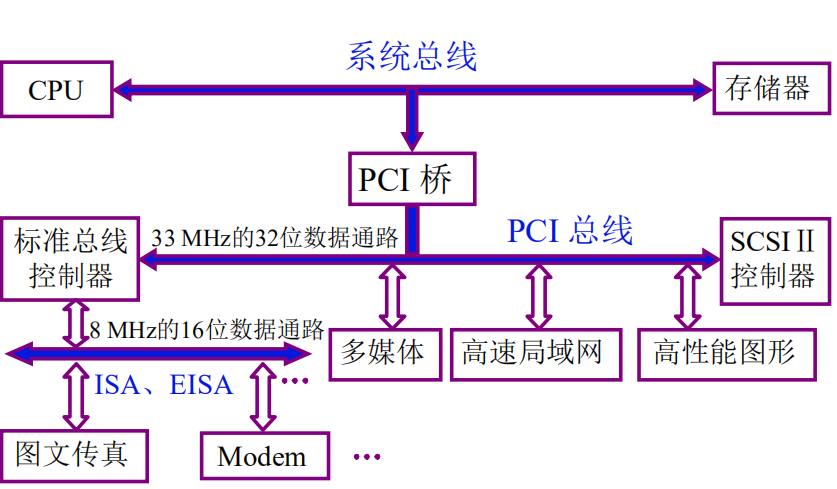 系统总线
CPU
存储器
PCI 桥
标准总线
控制器
33 MHz的32位数据通路
PCI 总线
SCSI Ⅱ
控制器
8 MHz的16位数据通路
多媒体
高速局域网
高性能图形
ISA、EISA
…
图文传真
Modem
…